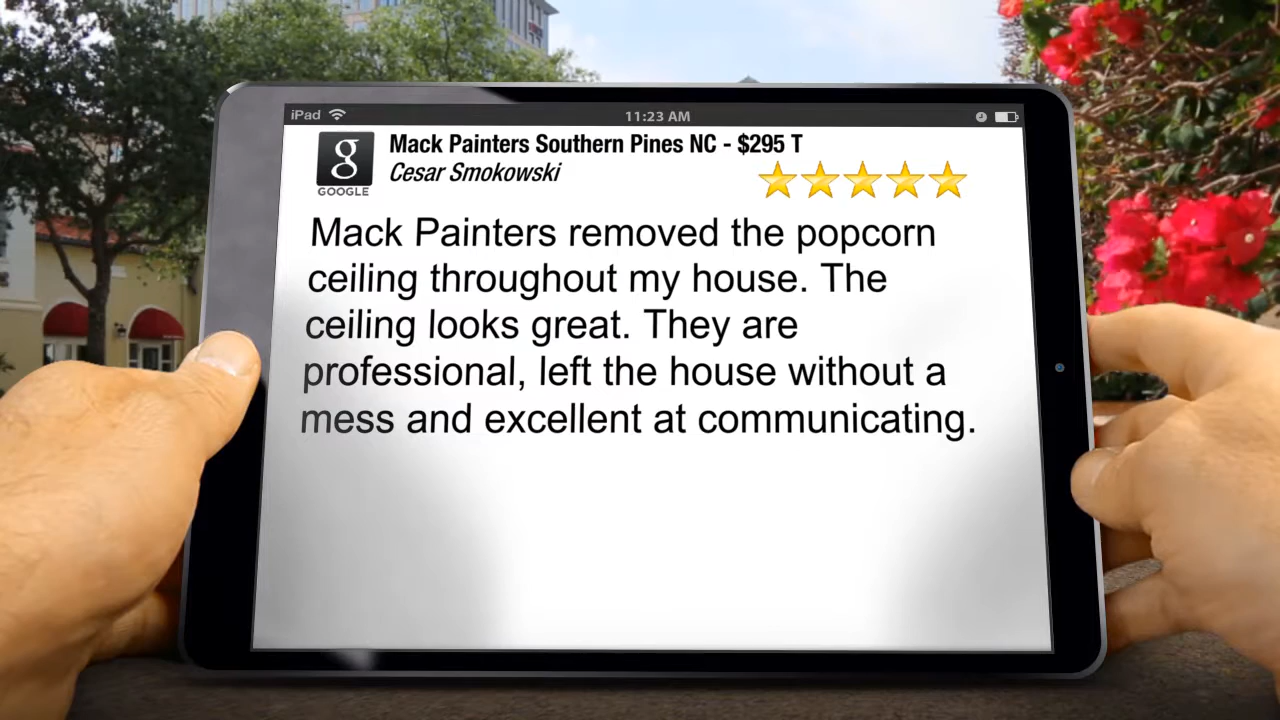 iPad
11:23 AM
g
GOOGLE
Mack Painters Southern Pines NC - $295 T
Cesar Smokowski
Mack Painters removed the popcorn
ceiling throughout my house. The
ceiling looks great. They are
professional, left the house without a
mess and excellent at communicating.